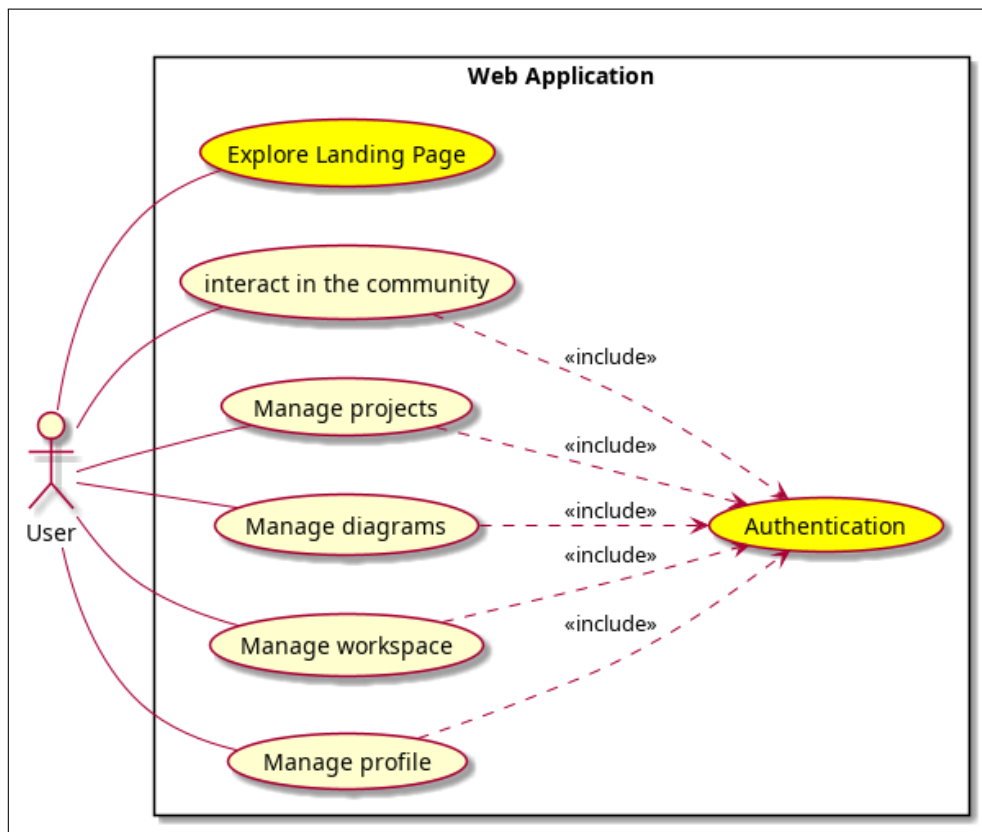 Web Application
Explore Landing Page
interact in the community
«include»
Manage projects
«include»
«include»
Manage diagrams
Authentication
User
«include»
Manage workspace
«include»
Manage profile